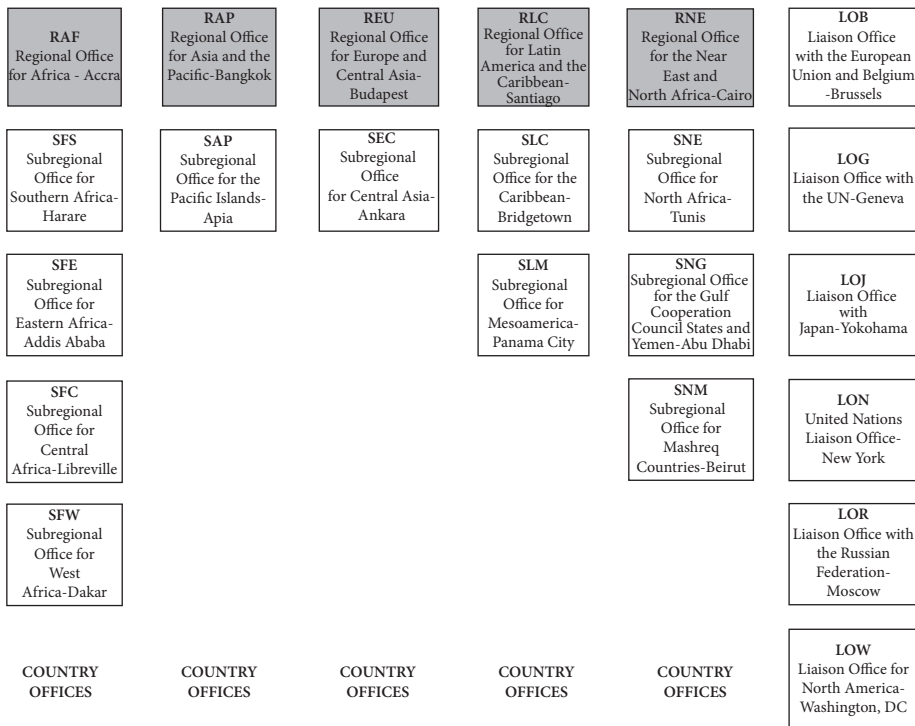 RAF
Regional Office
for Africa - Accra
RAP
Regional Office
for Asia and the
Pacific-Bangkok
REU
Regional Office
for Europe and
Central Asia-
Budapest
RLC
Regional Office
for Latin
America and the
Caribbean-
Santiago
RNE
Regional Office
for the Near
East and
North Africa-Cairo
LOB
Liaison Office
with the European
Union and Belgium
-Brussels
SFS
Subregional
Office for
Southern Africa-
Harare
SAP
Subregional
Office for the
Pacific Islands-
Apia
SEC
Subregional
Office
for Central Asia-
Ankara
SLC
Subregional
Office for the
Caribbean-
Bridgetown
SNE
Subregional
Office for
North Africa-
Tunis
LOG
Liaison Office with
the UN-Geneva
SFE
Subregional
Office for
Eastern Africa-
Addis Ababa
SLM
Subregional
Office for
Mesoamerica-
Panama City
SNG
Subregional Office
for the Gulf
Cooperation
Council States and
Yemen-Abu Dhabi
LOJ
Liaison Office
with
Japan-Yokohama
SFC
Subregional
Office for
Central
Africa-Libreville
SNM
Subregional
Office for
Mashreq
Countries-Beirut
LON
United Nations
Liaison Office-
New York
SFW
Subregional
Office for
West
Africa-Dakar
LOR
Liaison Office with
the Russian
Federation-
Moscow
COUNTRY
OFFICES
COUNTRY
OFFICES
COUNTRY
OFFICES
COUNTRY
OFFICES
COUNTRY
OFFICES
LOW
Liaison Office for
North America-
Washington, DC